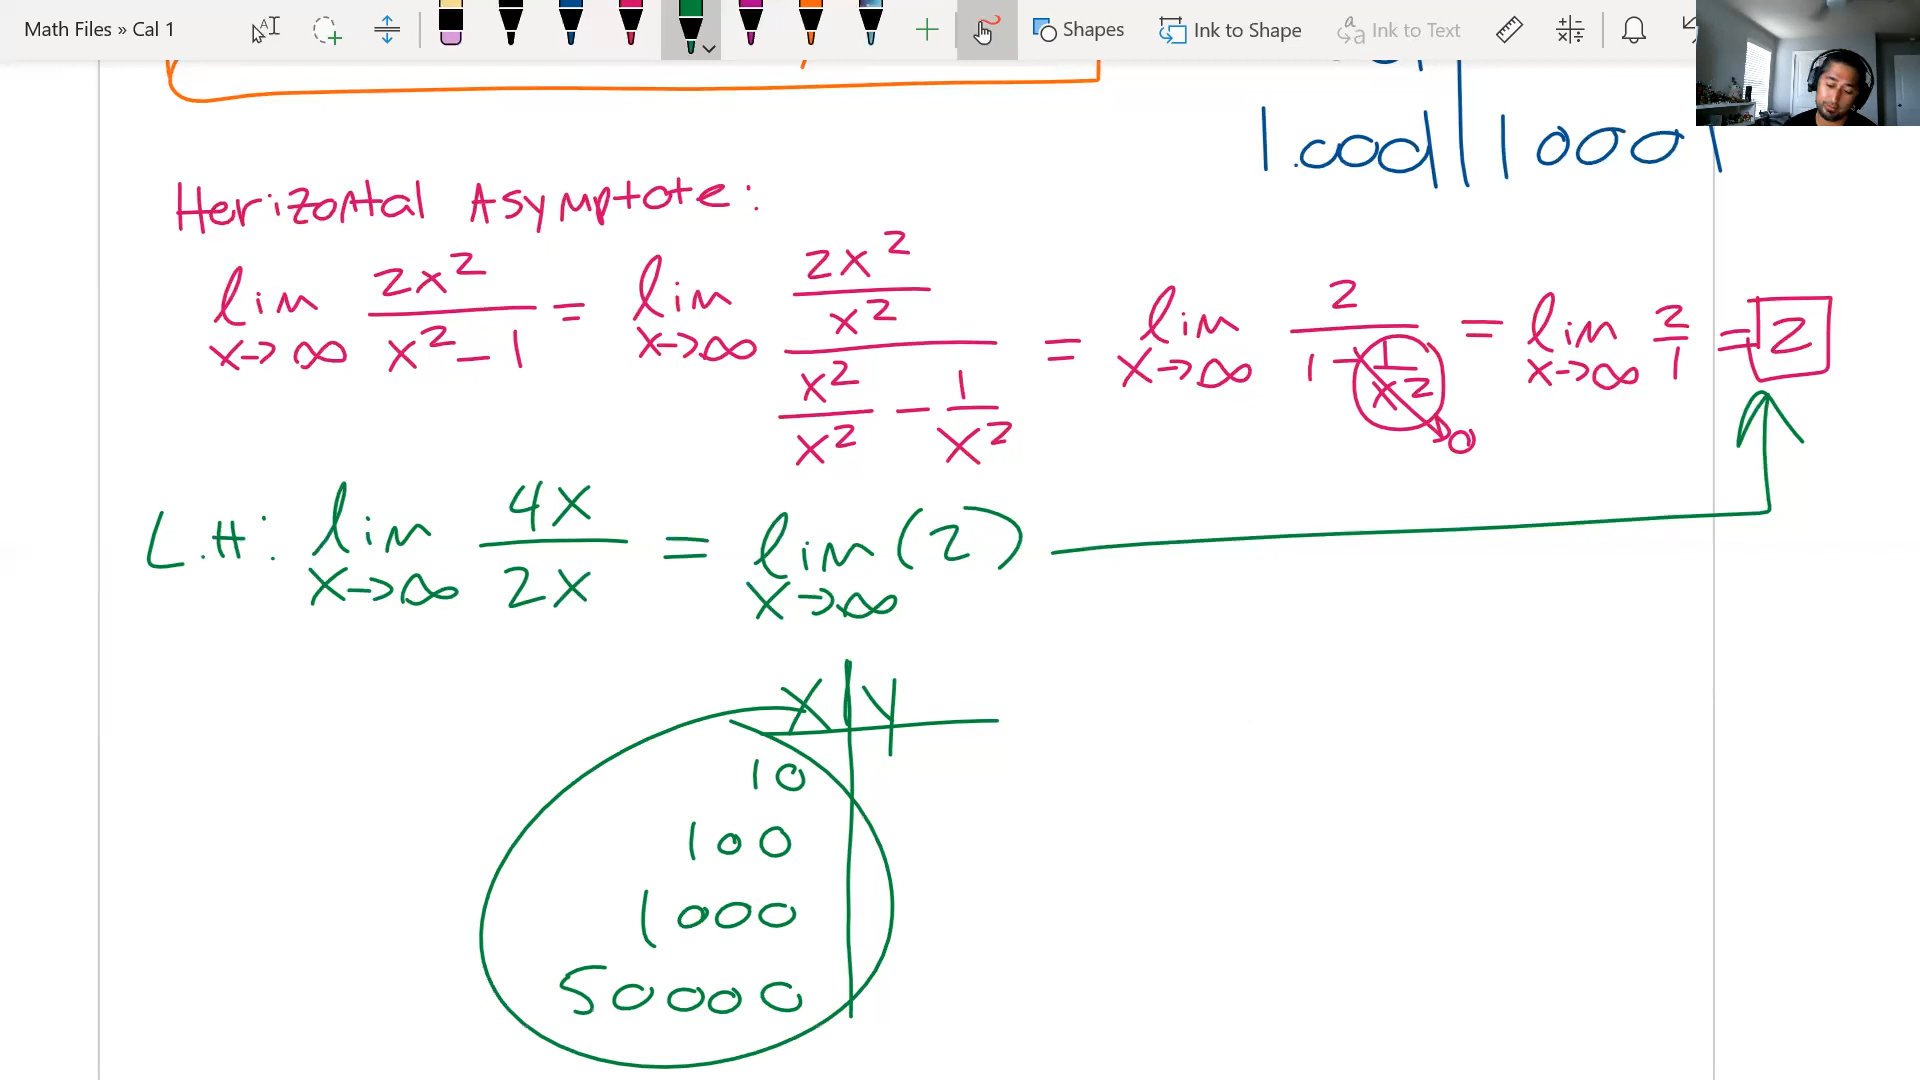 Math Files » Cal 1
Shapes
Ink to Shape
Ink to Text
1.000 | 10001
Horizontal Asymptote:
lim x→∞ 2x²/(x²-1) = lim x→∞ (2x²/x²)/(x²/x² - 1/x²) = lim x→∞ 2/(1 - 1/x²) →0 = lim x→∞ 2/1 = 2
L.H: lim x→∞ 4x/2x = lim x→∞ (2)
x | y
10
100
1000
50000